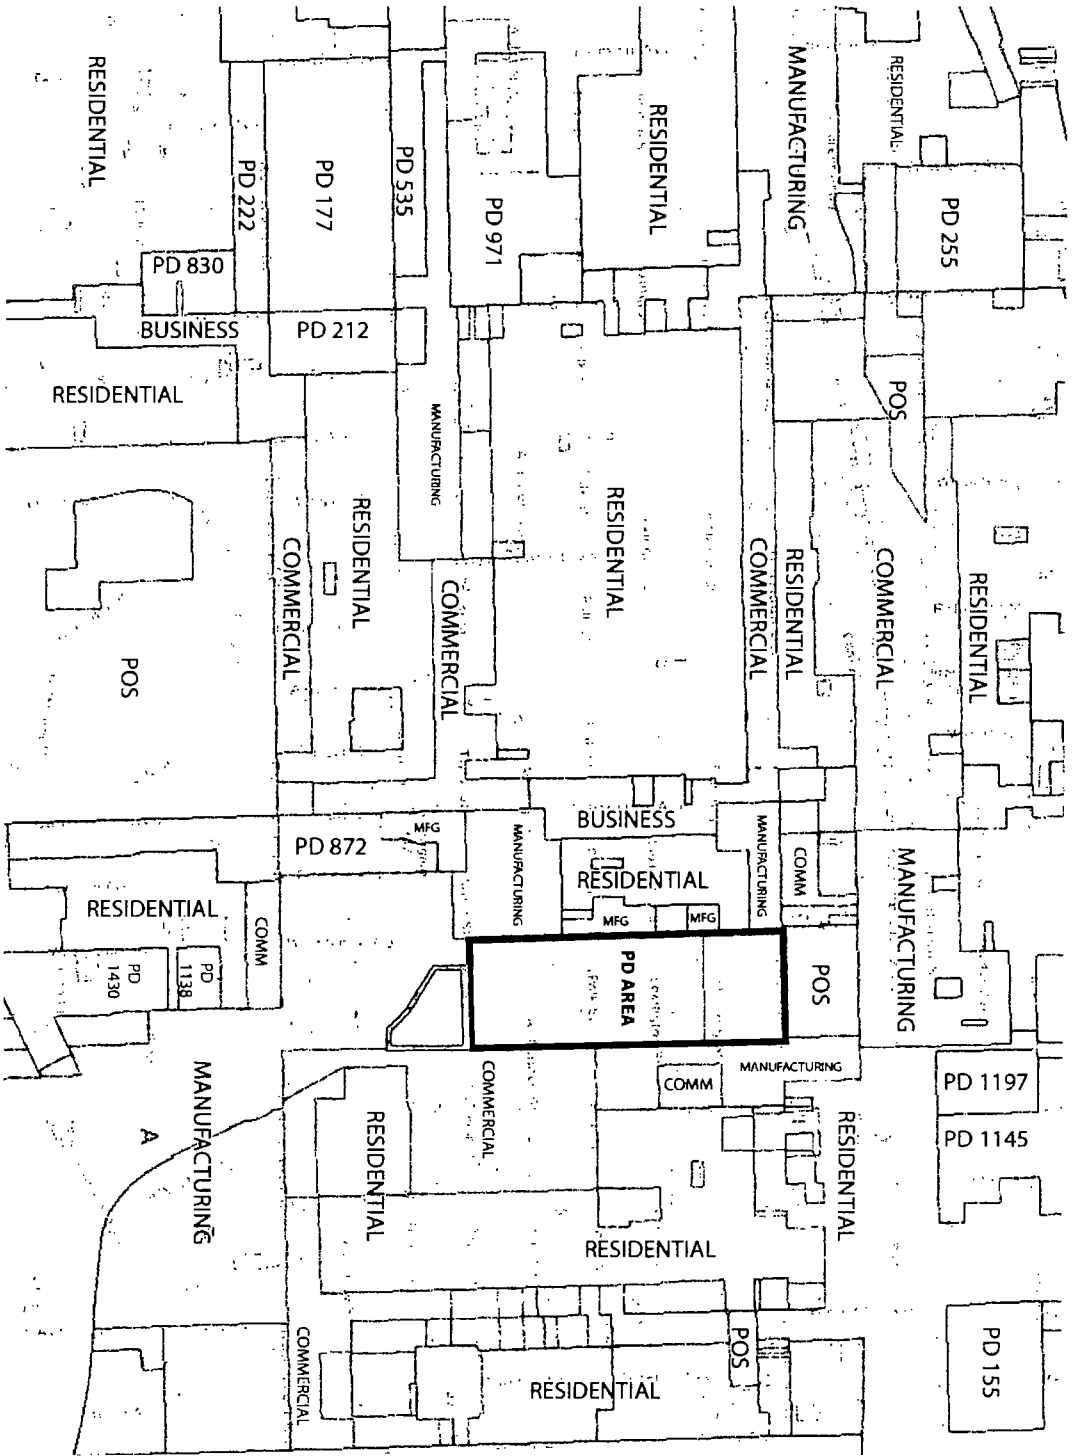 RESIDENTIAL
PD 222
PD 177
PD 535
PD 971
RESIDENTIAL
MANUFACTURING
RESIDENTIAL
PD 255
PD 830
BUSINESS
PD 212
RESIDENTIAL
MANUFACTURING
POS
RESIDENTIAL
RESIDENTIAL
COMMERCIAL
COMMERCIAL
COMMERCIAL
RESIDENTIAL
COMMERCIAL
RESIDENTIAL
POS
BUSINESS
MFG
PD 872
MANUFACTURING
MANUFACTURING
COMM
MANUFACTURING
RESIDENTIAL
RESIDENTIAL
COMM
MFG
MFG
PD
1430
PD
1138
PD AREA
POS
MANUFACTURING
COMMERCIAL
COMM
MANUFACTURING
PD 1197
PD 1145
A
RESIDENTIAL
RESIDENTIAL
RESIDENTIAL
COMMERCIAL
POS
RESIDENTIAL
PD 155